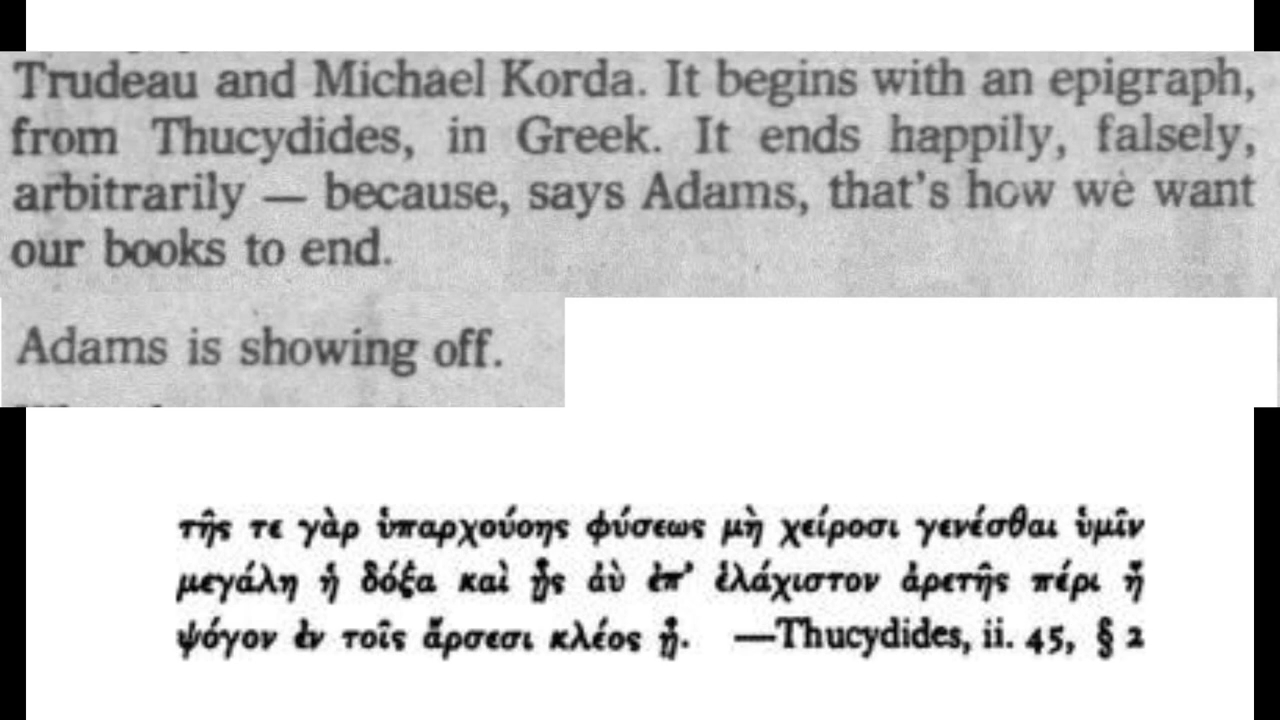 Trudeau and Michael Korda. It begins with an epigraph,
from Thucydides, in Greek. It ends happily, falsely,
arbitrarily — because, says Adams, that's how we want
our books to end.
Adams is showing off.
τῆς τε γὰρ ὑπαρχούοης φύσεως μὴ χείροσι γενέσθαι ὑμῖν
μεγάλη ἡ δόξα καὶ ᾗς ἀὺ ἐπ' ἐλάχιστον ἀρετῆς πέρι ἢ
ψόγον ἐν τοῖς ἄρσεσι κλέος ᾖ. —Thucydides, ii. 45, § 2